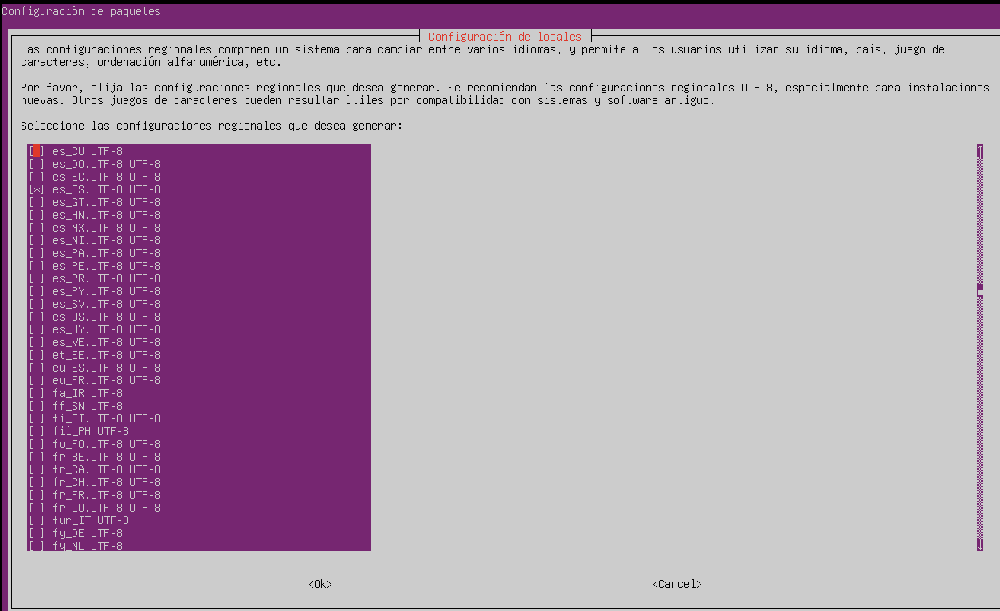 Configuración de paquetes
Configuración de locales
Las configuraciones regionales componen un sistema para cambiar entre varios idiomas, y permite a los usuarios utilizar su idioma, país, juego de
caracteres, ordenación alfanumérica, etc.
Por favor, elija las configuraciones regionales que desea generar. Se recomiendan las configuraciones regionales UTF-8, especialmente para instalaciones
nuevas. Otros juegos de caracteres pueden resultar útiles por compatibilidad con sistemas y software antiguo.
Seleccione las configuraciones regionales que desea generar:
[ ] es_CU UTF-8
[ ] es_DO.UTF-8 UTF-8
[ ] es_EC.UTF-8 UTF-8
[*] es_ES.UTF-8 UTF-8
[ ] es_GT.UTF-8 UTF-8
[ ] es_HN.UTF-8 UTF-8
[ ] es_MX.UTF-8 UTF-8
[ ] es_NI.UTF-8 UTF-8
[ ] es_PA.UTF-8 UTF-8
[ ] es_PE.UTF-8 UTF-8
[ ] es_PR.UTF-8 UTF-8
[ ] es_PY.UTF-8 UTF-8
[ ] es_SV.UTF-8 UTF-8
[ ] es_US.UTF-8 UTF-8
[ ] es_UY.UTF-8 UTF-8
[ ] es_VE.UTF-8 UTF-8
[ ] et_EE.UTF-8 UTF-8
[ ] eu_ES.UTF-8 UTF-8
[ ] eu_FR.UTF-8 UTF-8
[ ] fa_IR UTF-8
[ ] ff_SN UTF-8
[ ] fi_FI.UTF-8 UTF-8
[ ] fil_PH UTF-8
[ ] fo_FO.UTF-8 UTF-8
[ ] fr_BE.UTF-8 UTF-8
[ ] fr_CA.UTF-8 UTF-8
[ ] fr_CH.UTF-8 UTF-8
[ ] fr_FR.UTF-8 UTF-8
[ ] fr_LU.UTF-8 UTF-8
[ ] fur_IT UTF-8
[ ] fy_DE UTF-8
[ ] fy_NL UTF-8
<Ok> <Cancel>